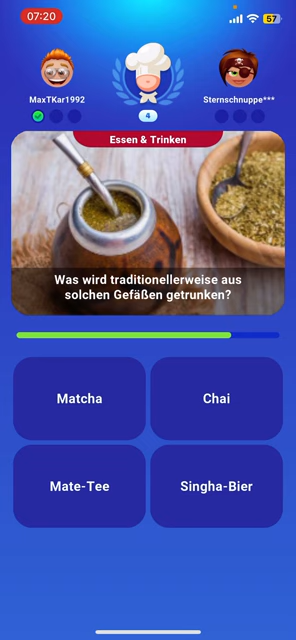 07:20
57
MaxTKar1992
Sternschnuppe***
4
Essen & Trinken
Was wird traditionellerweise aus
solchen Gefäßen getrunken?
Matcha
Chai
Mate-Tee
Singha-Bier